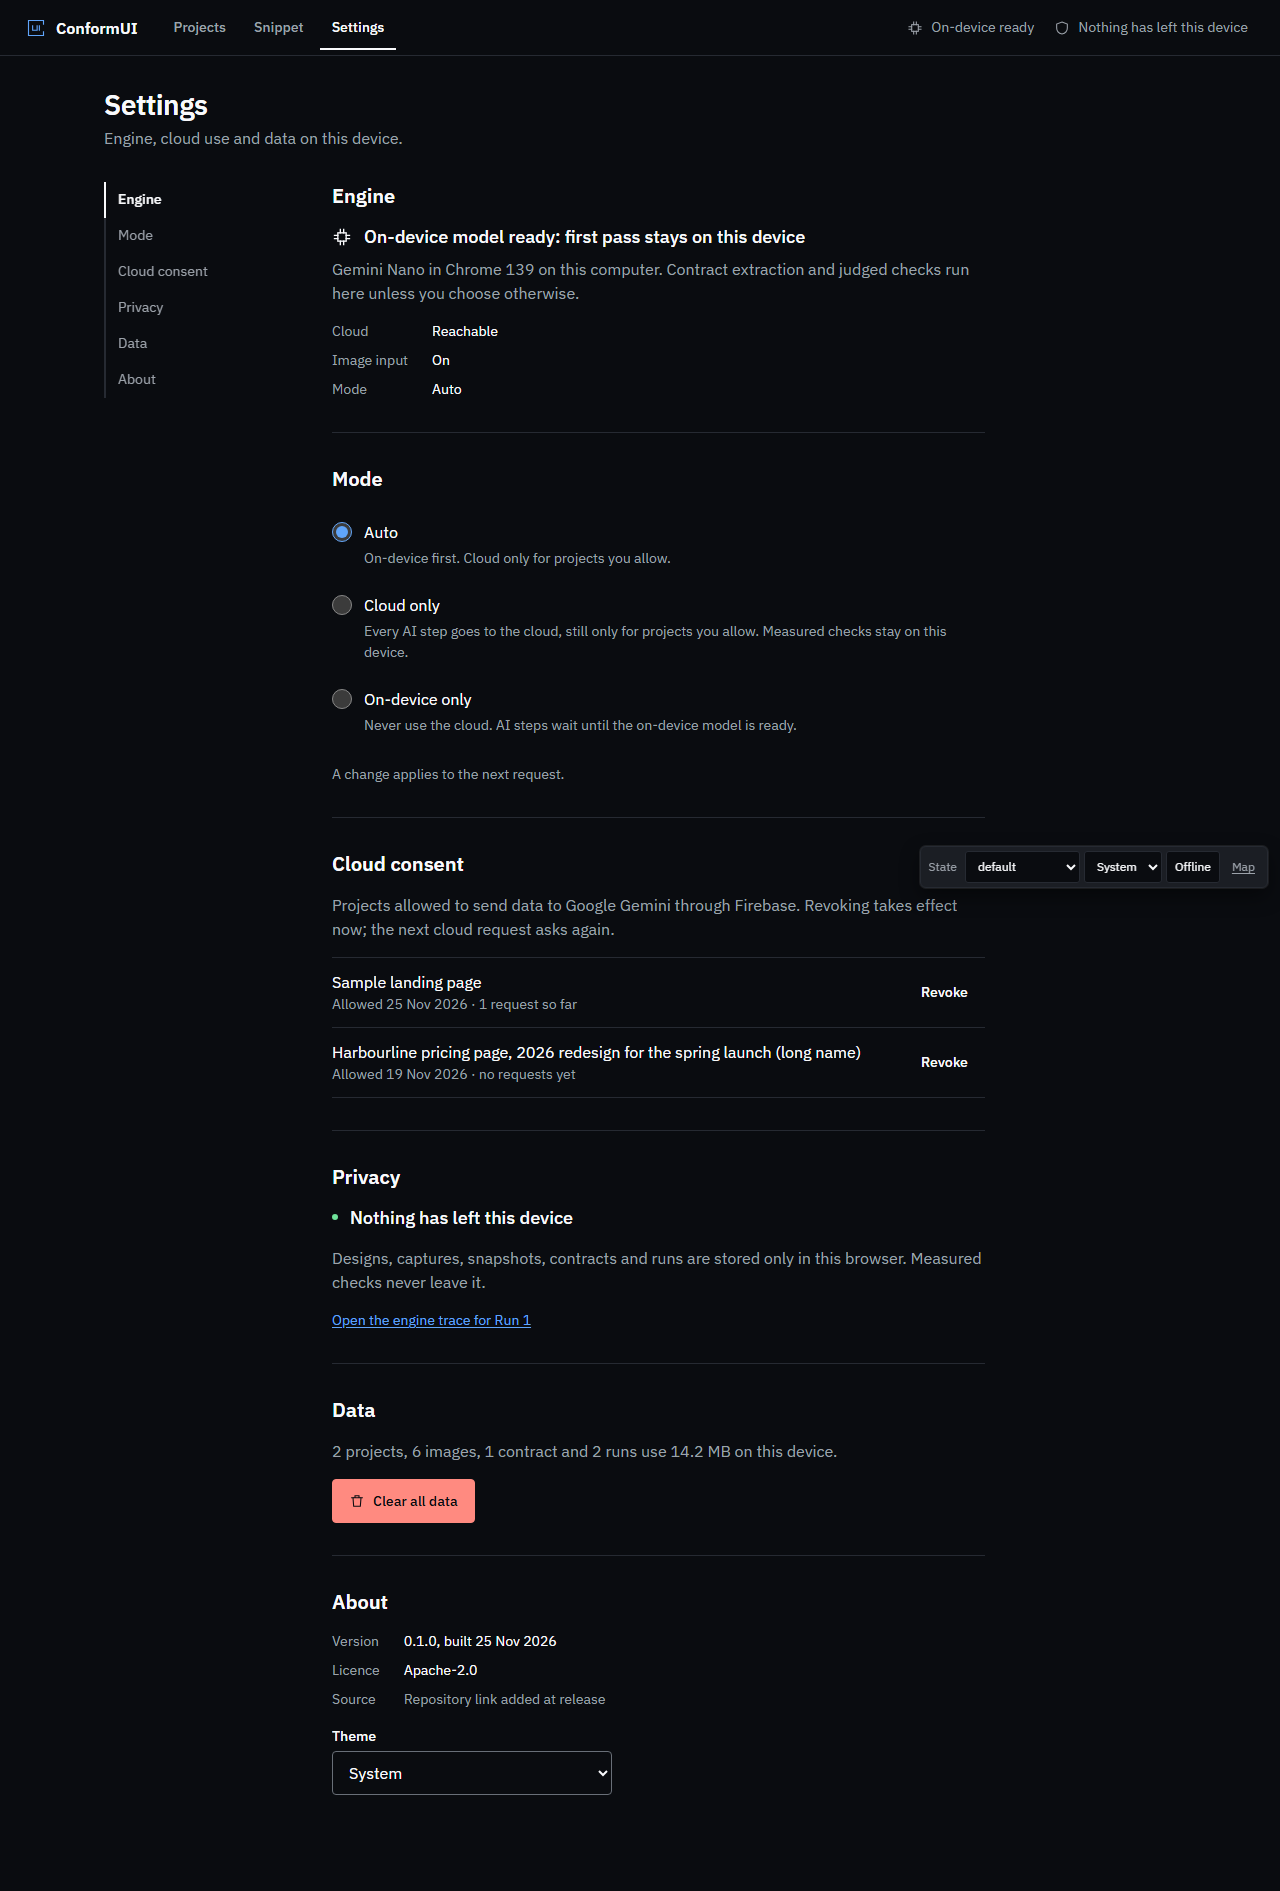 UI ConformUI Projects Snippet Settings On-device ready Nothing has left this device
Settings
Engine, cloud use and data on this device.
Engine
Mode
Cloud consent
Privacy
Data
About
Engine
On-device model ready: first pass stays on this device
Gemini Nano in Chrome 139 on this computer. Contract extraction and judged checks run
here unless you choose otherwise.
Cloud Reachable
Image input On
Mode Auto
Mode
Auto
On-device first. Cloud only for projects you allow.
Cloud only
Every AI step goes to the cloud, still only for projects you allow. Measured checks stay on this
device.
On-device only
Never use the cloud. AI steps wait until the on-device model is ready.
A change applies to the next request.
Cloud consent
State default System Offline Map
Projects allowed to send data to Google Gemini through Firebase. Revoking takes effect
now; the next cloud request asks again.
Sample landing page
Allowed 25 Nov 2026 · 1 request so far
Revoke
Harbourline pricing page, 2026 redesign for the spring launch (long name)
Allowed 19 Nov 2026 · no requests yet
Revoke
Privacy
Nothing has left this device
Designs, captures, snapshots, contracts and runs are stored only in this browser. Measured
checks never leave it.
Open the engine trace for Run 1
Data
2 projects, 6 images, 1 contract and 2 runs use 14.2 MB on this device.
Clear all data
About
Version 0.1.0, built 25 Nov 2026
Licence Apache-2.0
Source Repository link added at release
Theme
System